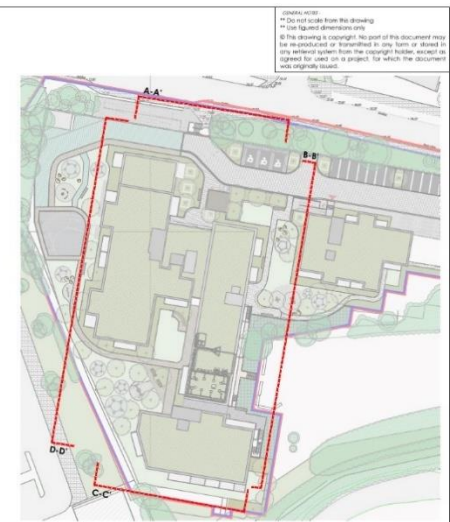 GENERAL NOTES
** Do not scale from this drawing
** Use figured dimensions only
© This drawing is copyright. No part of this document may
be re-produced or transmitted in any form or stored in
any retrieval system from the copyright holder, except as
agreed for used on a project, for which the document
was originally issued.
A-A'
B-B'
D-D'
C-C'